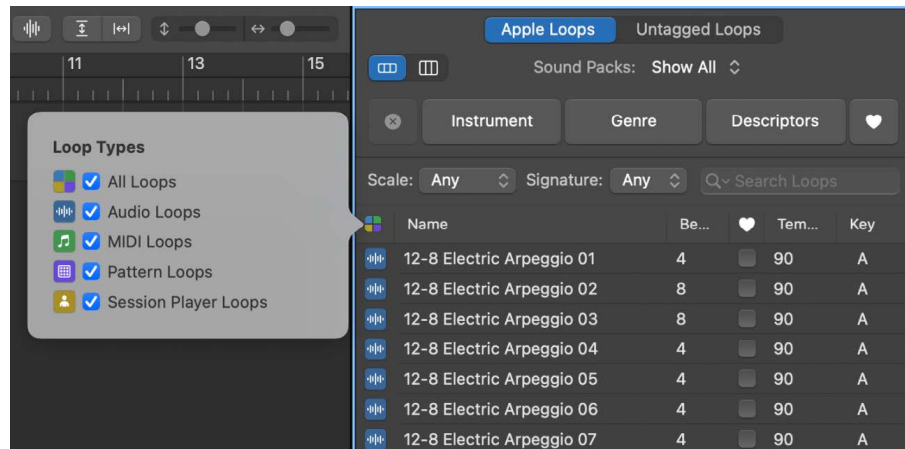 Apple Loops Untagged Loops
11 13 15
Sound Packs: Show All
Instrument Genre Descriptors
Loop Types
All Loops
Audio Loops
MIDI Loops
Pattern Loops
Session Player Loops
Scale: Any Signature: Any Search Loops
Name Be... Tem... Key
12-8 Electric Arpeggio 01 4 90 A
12-8 Electric Arpeggio 02 8 90 A
12-8 Electric Arpeggio 03 8 90 A
12-8 Electric Arpeggio 04 4 90 A
12-8 Electric Arpeggio 05 4 90 A
12-8 Electric Arpeggio 06 4 90 A
12-8 Electric Arpeggio 07 4 90 A